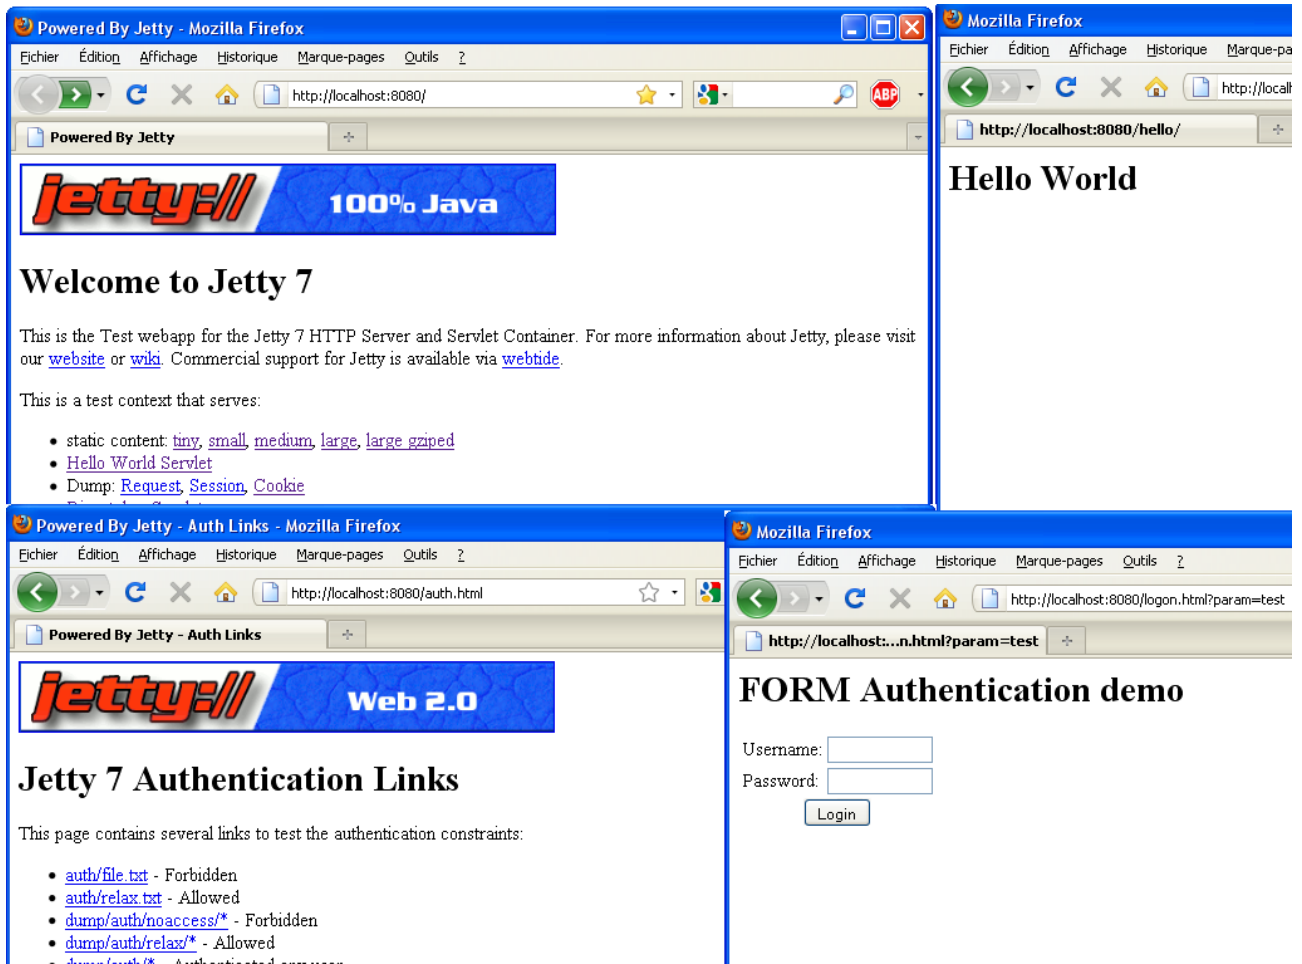 Powered By Jetty - Mozilla Firefox
Fichier Édition Affichage Historique Marque-pages Outils ?
http://localhost:8080/
ABP
Powered By Jetty
jetty:// 100% Java
Welcome to Jetty 7
This is the Test webapp for the Jetty 7 HTTP Server and Servlet Container. For more information about Jetty, please visit
our website or wiki. Commercial support for Jetty is available via webtide.
This is a test context that serves:
• static content: tiny, small, medium, large, large gziped
• Hello World Servlet
• Dump: Request, Session, Cookie
Mozilla Firefox
Fichier Édition Affichage Historique Marque-pa
http://local
http://localhost:8080/hello/
Hello World
Powered By Jetty - Auth Links - Mozilla Firefox
Fichier Édition Affichage Historique Marque-pages Outils ?
http://localhost:8080/auth.html
Powered By Jetty - Auth Links
jetty:// Web 2.0
Jetty 7 Authentication Links
This page contains several links to test the authentication constraints:
• auth/file.txt - Forbidden
• auth/relax.txt - Allowed
• dump/auth/noaccess/* - Forbidden
• dump/auth/relax/* - Allowed
Mozilla Firefox
Fichier Édition Affichage Historique Marque-pages Outils ?
http://localhost:8080/logon.html?param=test
http://localhost:...n.html?param=test
FORM Authentication demo
Username:
Password:
Login